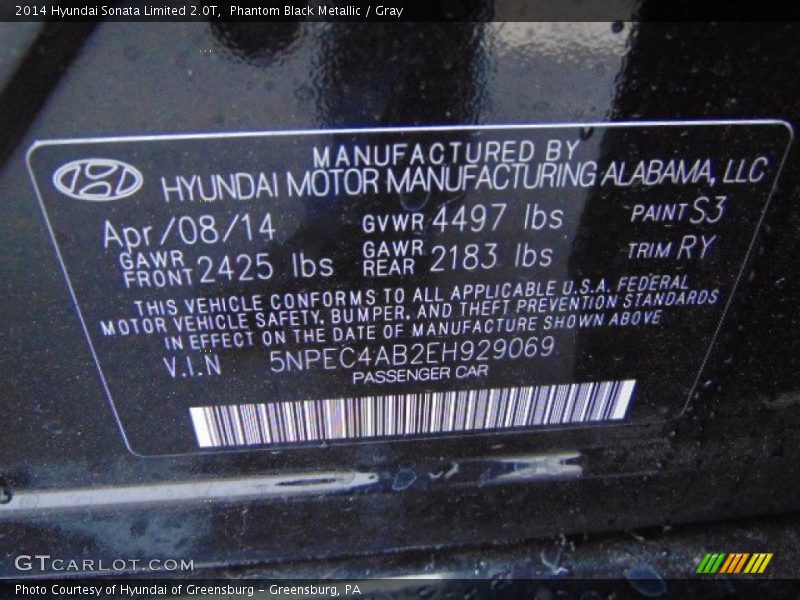 2014 Hyundai Sonata Limited 2.0T, Phantom Black Metallic / Gray
MANUFACTURED BY
HYUNDAI MOTOR MANUFACTURING ALABAMA, LLC
Apr/08/14 GVWR 4497 lbs PAINT S3
GAWR FRONT 2425 lbs GAWR REAR 2183 lbs TRIM RY
THIS VEHICLE CONFORMS TO ALL APPLICABLE U.S.A. FEDERAL
MOTOR VEHICLE SAFETY, BUMPER, AND THEFT PREVENTION STANDARDS
IN EFFECT ON THE DATE OF MANUFACTURE SHOWN ABOVE
V.I.N 5NPEC4AB2EH929069
PASSENGER CAR
GTCARLOT.COM
Photo Courtesy of Hyundai of Greensburg - Greensburg, PA